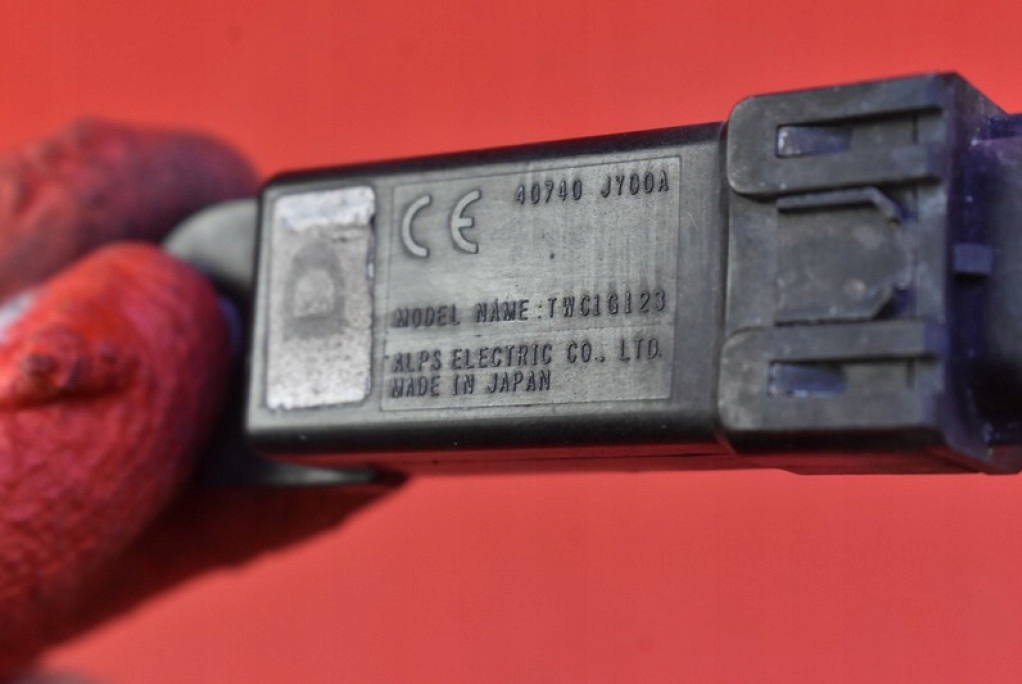 CE 40740 JY00A
MODEL NAME:TWC1G123
ALPS ELECTRIC CO., LTD.
MADE IN JAPAN